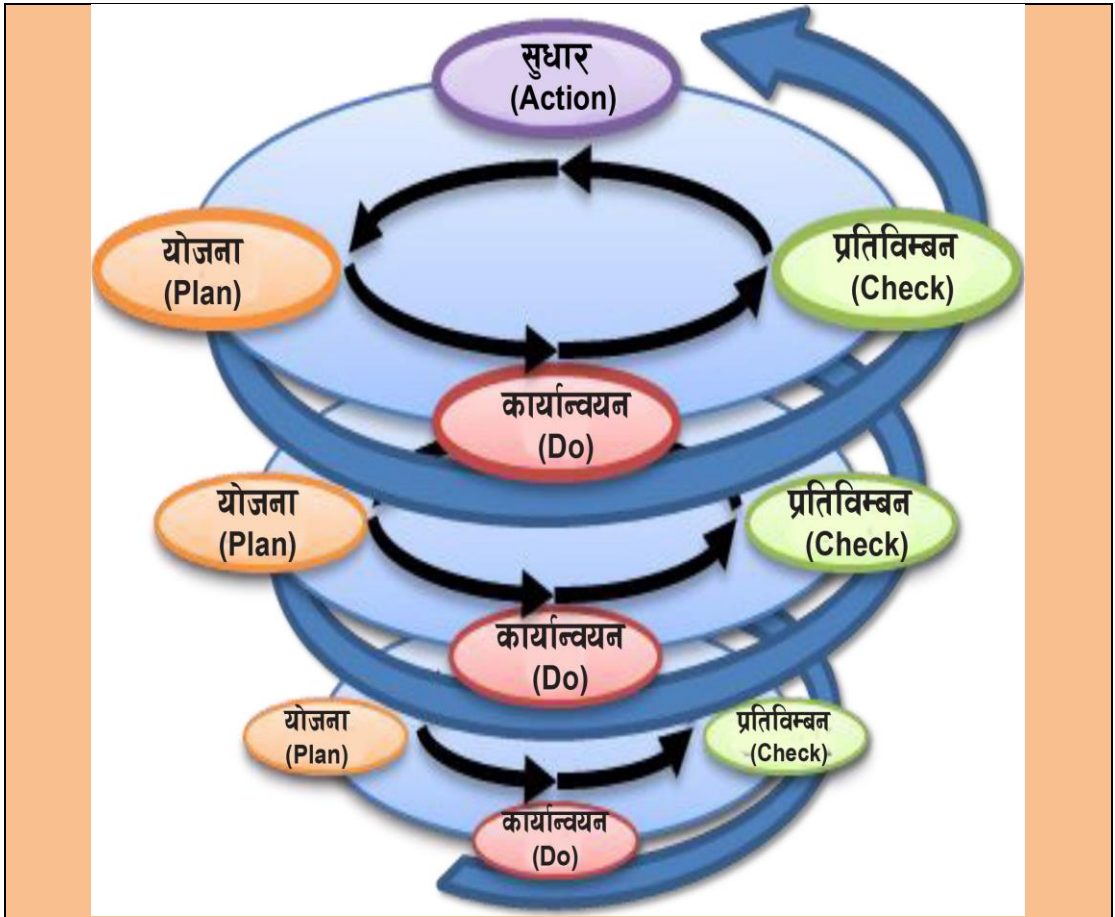 सुधार
(Action)
योजना
(Plan)
प्रतिविम्बन
(Check)
कार्यान्वयन
(Do)
योजना
(Plan)
प्रतिविम्बन
(Check)
कार्यान्वयन
(Do)
योजना
(Plan)
प्रतिविम्बन
(Check)
कार्यान्वयन
(Do)